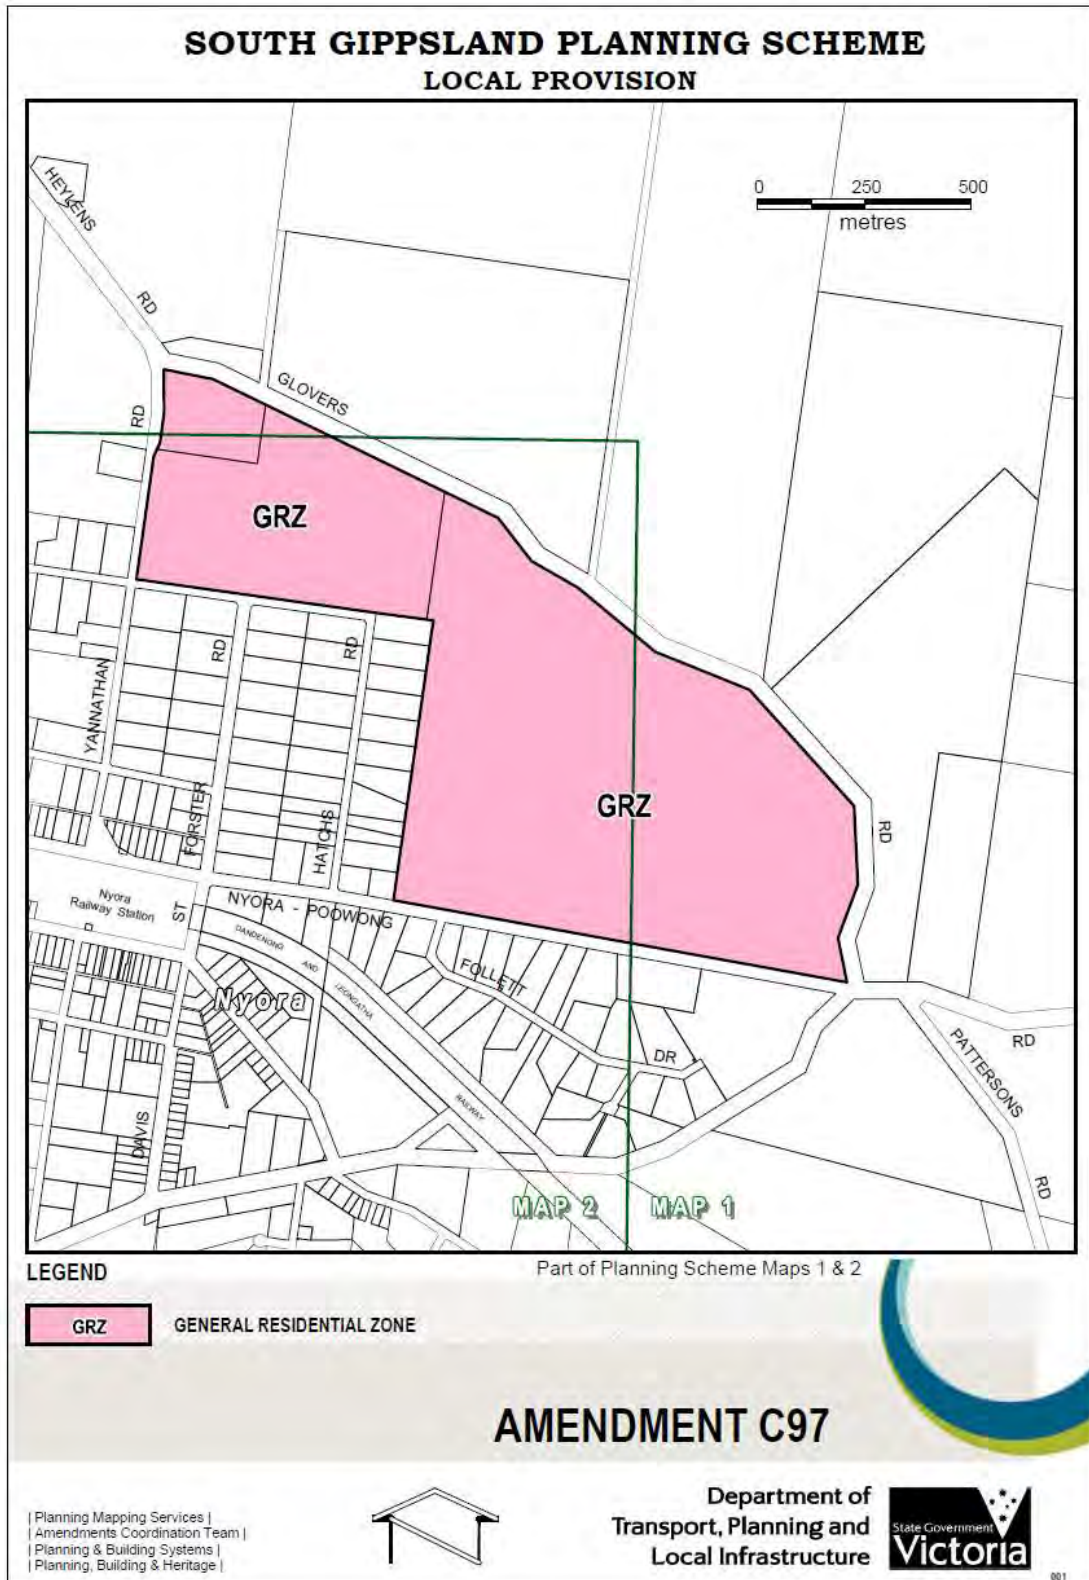 SOUTH GIPPSLAND PLANNING SCHEME
LOCAL PROVISION
0 250 500
metres
HEYLENS
RD
GLOVERS
RD
GRZ
RD
RD
YANNATHAN
GRZ
FORSTER
HATCHS
RD
Nyora
Railway Station
ST
NYORA - POOWONG
DANDENONG
AND
LEONGATHA
RAILWAY
FOLLETT
DR
Nyora
RD
PATTERSONS
RD
DAVIS
MAP 2
MAP 1
LEGEND
Part of Planning Scheme Maps 1 & 2
GRZ
GENERAL RESIDENTIAL ZONE
AMENDMENT C97
| Planning Mapping Services |
| Amendments Coordination Team |
| Planning & Building Systems |
| Planning, Building & Heritage |
Department of
Transport, Planning and
Local Infrastructure
State Government
Victoria
001